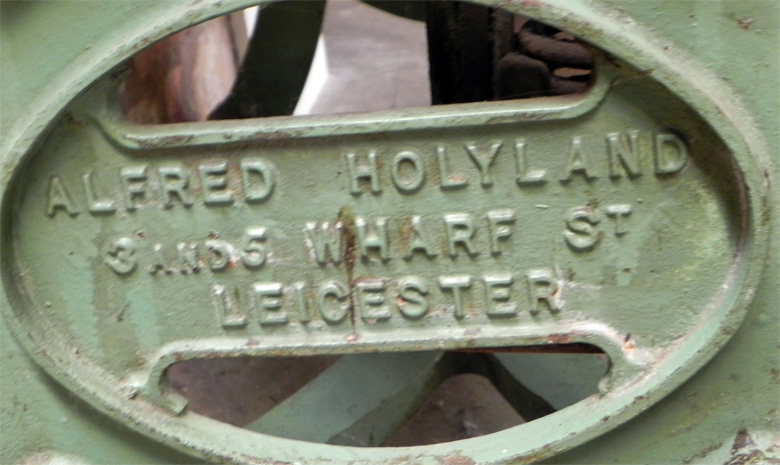 ALFRED HOLYLAND
3 AND 5 WHARF ST
LEICESTER